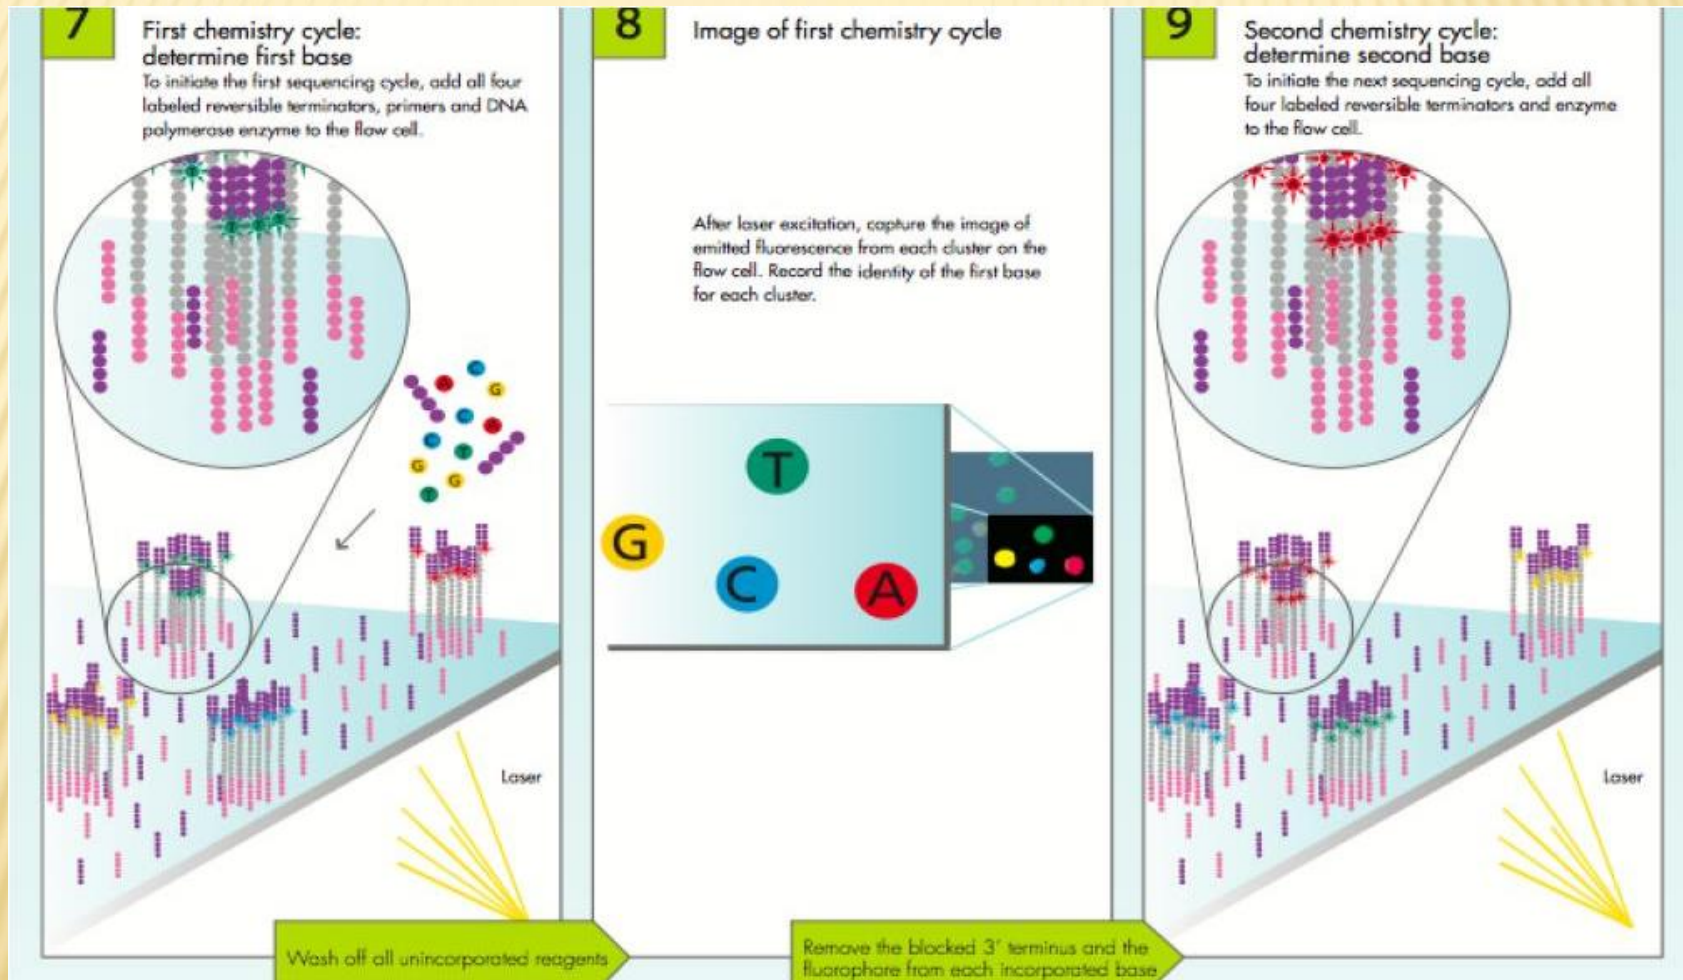 7
First chemistry cycle:
determine first base
To initiate the first sequencing cycle, add all four
labeled reversible terminators, primers and DNA
polymerase enzyme to the flow cell.
C
A
G
C
A
C
T
G
G
T
Laser
Wash off all unincorporated reagents
8
Image of first chemistry cycle
After laser excitation, capture the image of
emitted fluorescence from each cluster on the
flow cell. Record the identity of the first base
for each cluster.
T
G
C
A
Remove the blocked 3' terminus and the
fluorophore from each incorporated base
9
Second chemistry cycle:
determine second base
To initiate the next sequencing cycle, add all
four labeled reversible terminators and enzyme
to the flow cell.
Laser